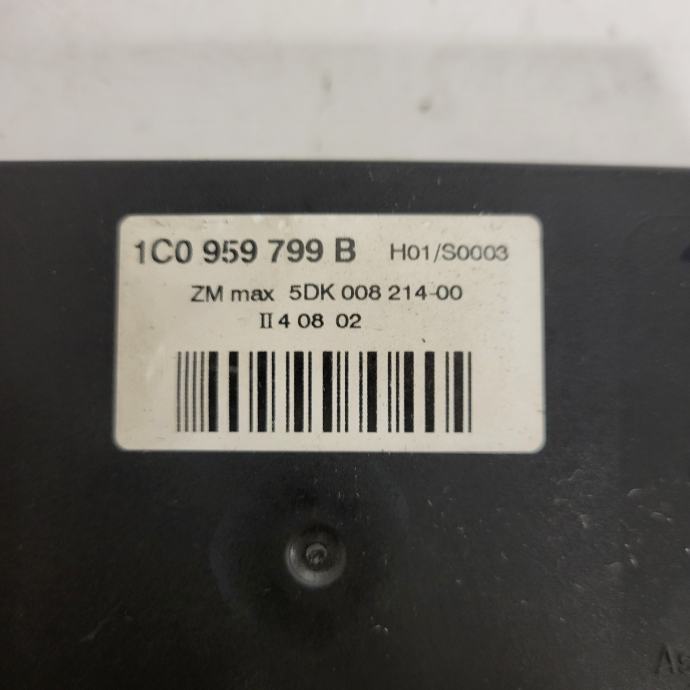 1C0 959 799 B H01/S0003
ZM max 5DK 008 214-00
II 4 08 02